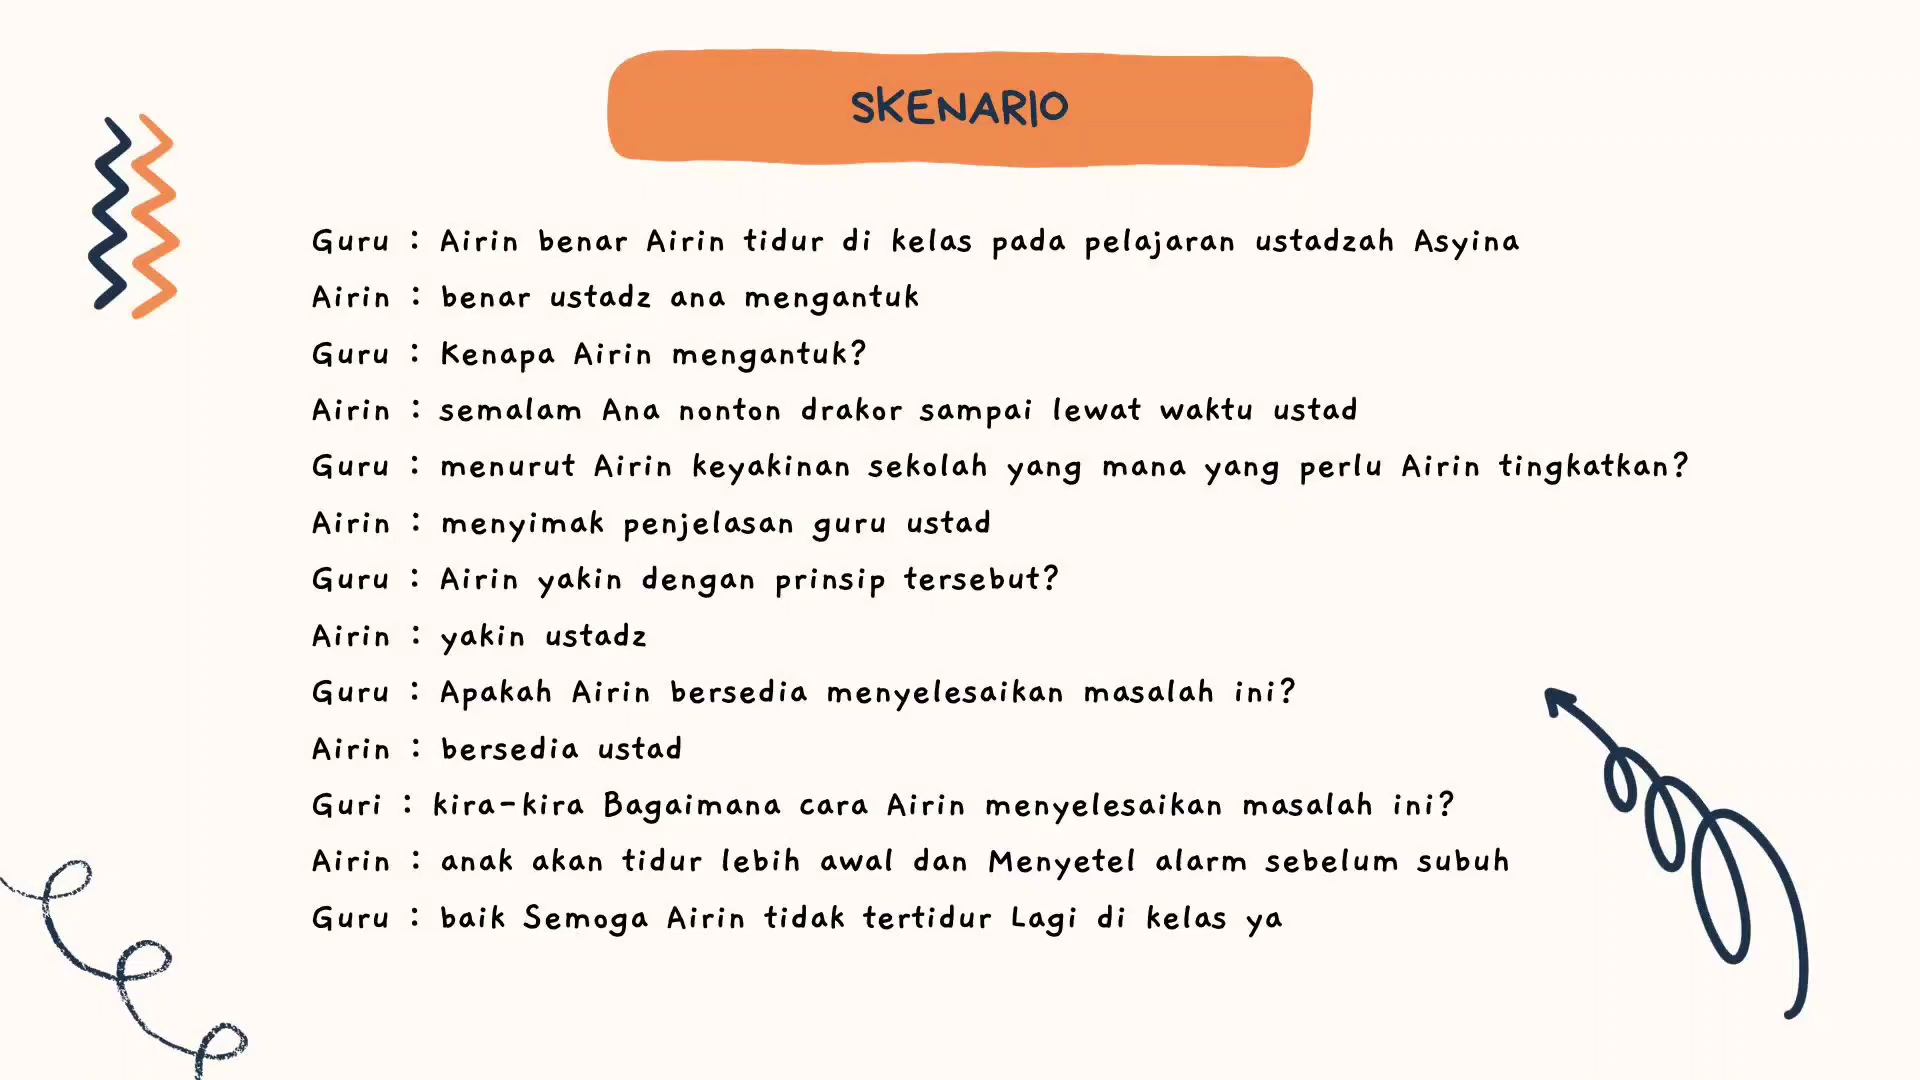 SKENARIO
Guru : Airin benar Airin tidur di kelas pada pelajaran ustadzah Asyina
Airin : benar ustadz ana mengantuk
Guru : Kenapa Airin mengantuk?
Airin : semalam Ana nonton drakor sampai lewat waktu ustad
Guru : menurut Airin keyakinan sekolah yang mana yang perlu Airin tingkatkan?
Airin : menyimak penjelasan guru ustad
Guru : Airin yakin dengan prinsip tersebut?
Airin : yakin ustadz
Guru : Apakah Airin bersedia menyelesaikan masalah ini?
Airin : bersedia ustad
Guri : kira-kira Bagaimana cara Airin menyelesaikan masalah ini?
Airin : anak akan tidur lebih awal dan Menyetel alarm sebelum subuh
Guru : baik Semoga Airin tidak tertidur Lagi di kelas ya